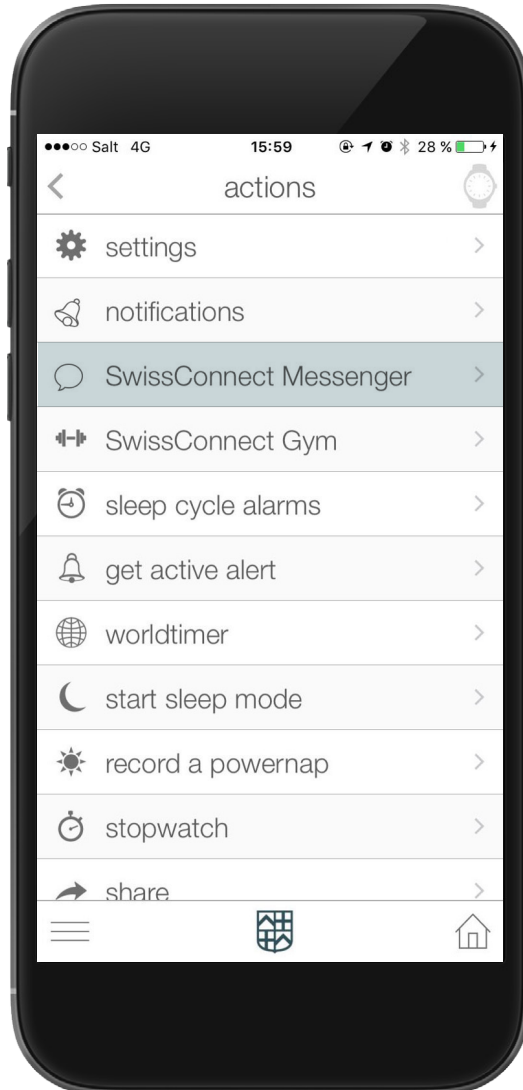 Salt 4G 15:59 28 %
actions
settings
notifications
SwissConnect Messenger
SwissConnect Gym
sleep cycle alarms
get active alert
worldtimer
start sleep mode
record a powernap
stopwatch
share